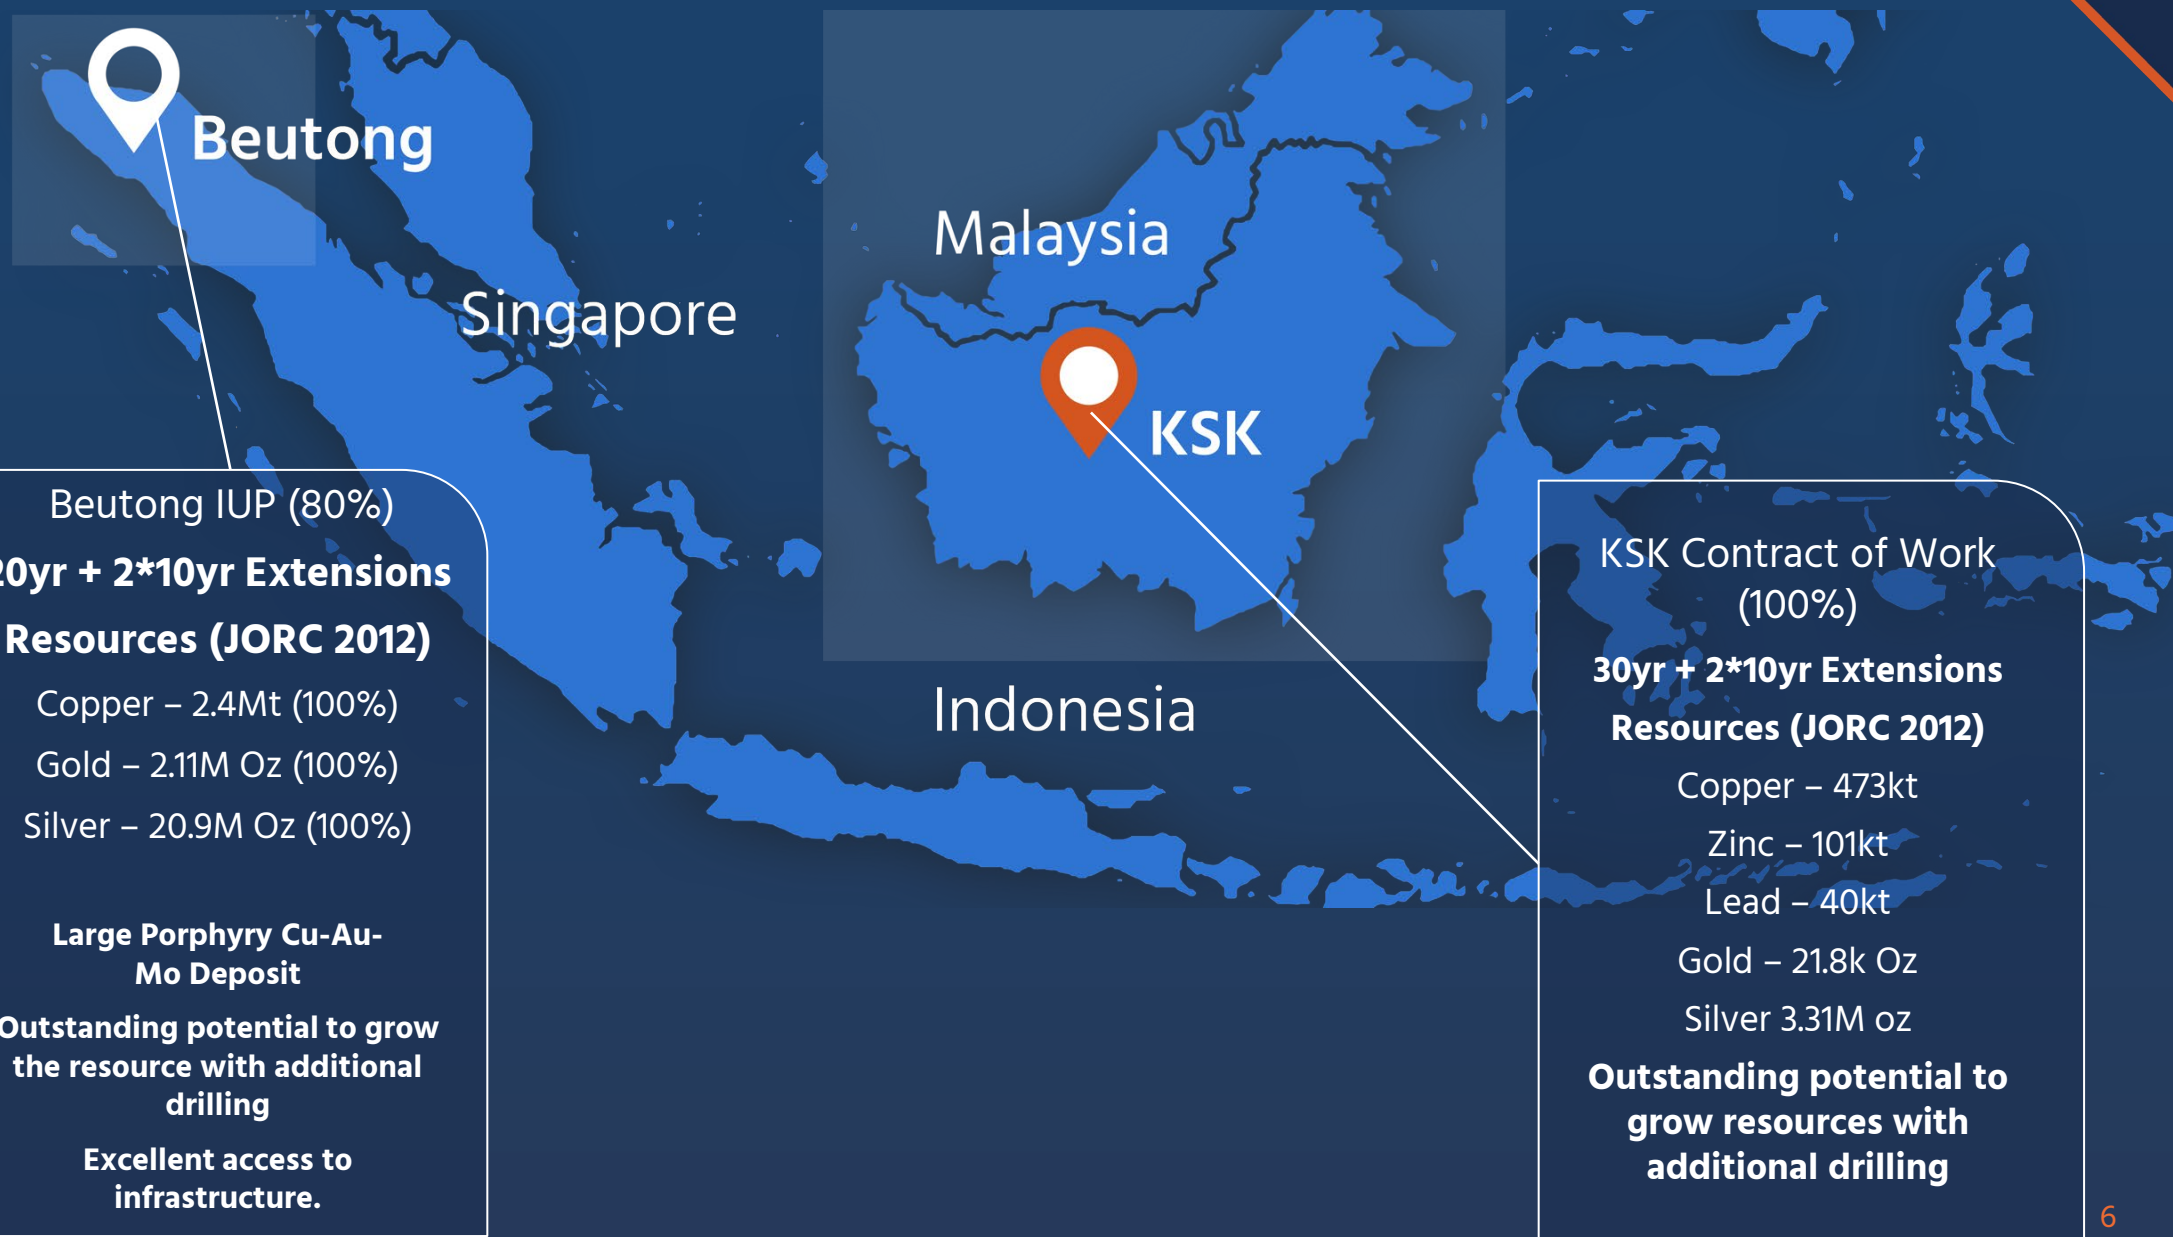 Beutong
Malaysia
Singapore
KSK
Indonesia
Beutong IUP (80%)
20yr + 2*10yr Extensions
Resources (JORC 2012)
Copper – 2.4Mt (100%)
Gold – 2.11M Oz (100%)
Silver – 20.9M Oz (100%)
Large Porphyry Cu-Au-
Mo Deposit
Outstanding potential to grow
the resource with additional
drilling
Excellent access to
infrastructure.
KSK Contract of Work
(100%)
30yr + 2*10yr Extensions
Resources (JORC 2012)
Copper – 473kt
Zinc – 101kt
Lead – 40kt
Gold – 21.8k Oz
Silver 3.31M oz
Outstanding potential to
grow resources with
additional drilling
6